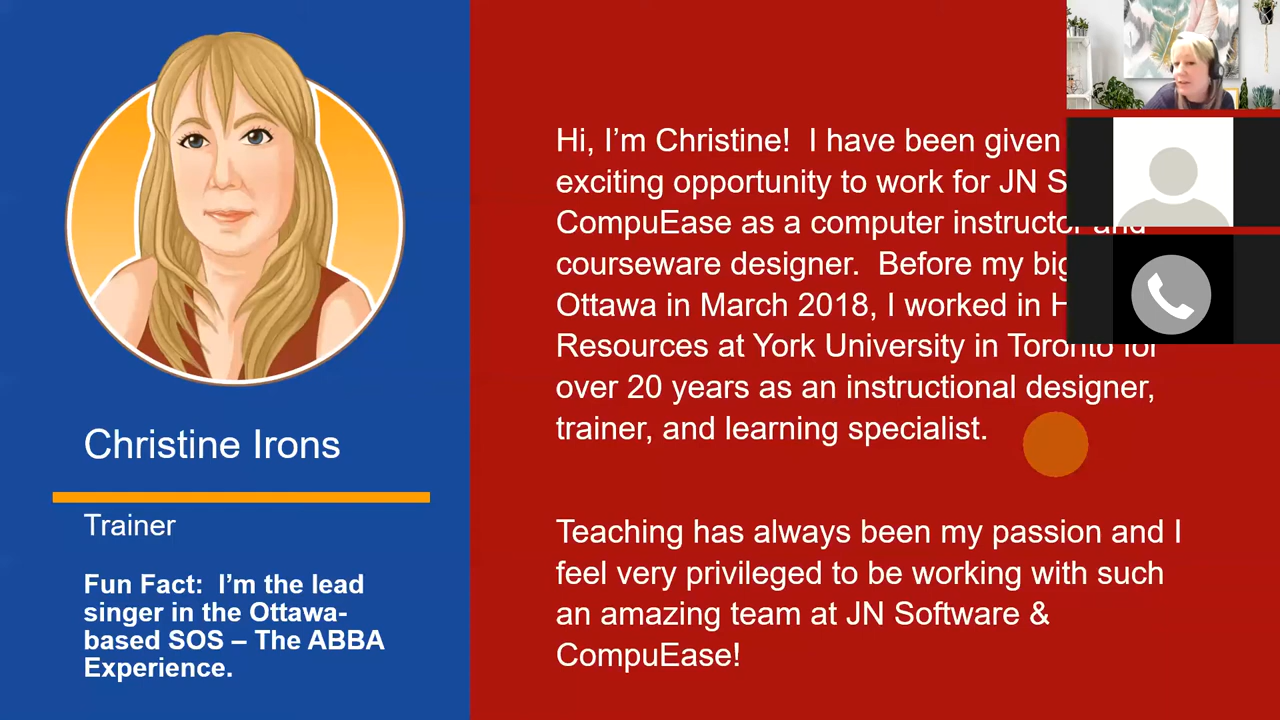 Hi, I’m Christine!  I have been given
exciting opportunity to work for JN S
CompuEase as a computer instructor and
courseware designer.  Before my big
Ottawa in March 2018, I worked in H
Resources at York University in Toronto for
over 20 years as an instructional designer,
trainer, and learning specialist.
Christine Irons
Trainer
Fun Fact:  I’m the lead
singer in the Ottawa-
based SOS – The ABBA
Experience.
Teaching has always been my passion and I
feel very privileged to be working with such
an amazing team at JN Software &
CompuEase!